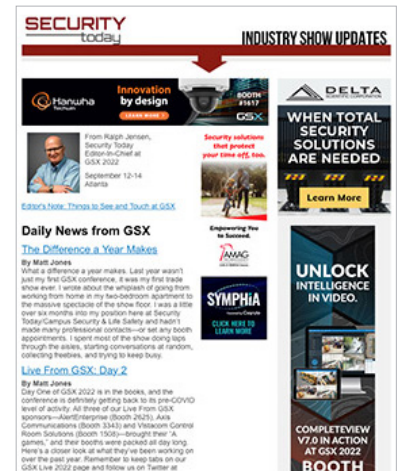 SECURITY
today
INDUSTRY SHOW UPDATES
Hanwha
Techwin
Innovation
by design
LEARN MORE
BOOTH
#1617
GSX
From Ralph Jensen,
Security Today
Editor-In-Chief at
GSX 2022
September 12-14
Atlanta
Editor's Note: Things to See and Touch at GSX
Daily News from GSX
The Difference a Year Makes
By Matt Jones
What a difference a year makes. Last year wasn't
just my first GSX conference, it was my first trade
show ever. I wrote about the whiplash of going from
working from home in my two-bedroom apartment to
the massive spectacle of the show floor. I was a little
over six months into my position here at Security
Today/Campus Security & Life Safety and hadn't
made many professional contacts—or set any booth
appointments. I spent most of the show doing laps
through the aisles, starting conversations at random,
collecting freebies, and trying to keep busy.
Live From GSX: Day 2
By Matt Jones
Day One of GSX 2022 is in the books, and the
conference is definitely getting back to its pre-COVID
level of activity. All three of our Live From GSX
sponsors—AlertEnterprise (Booth 2625), Axis
Communications (Booth 3343) and Vistacom Control
Room Solutions (Booth 1508)—brought their "A
games," and their booths were packed all day long.
Here's a closer look at what they've been working on
over the past year. Remember to keep tabs on our
GSX Live 2022 page and follow us on Twitter at
Security solutions
that protect
your time off, too.
Empowering You
to Succeed.
AMAG
SYMPHIA
CLICK HERE TO
LEARN MORE
DELTA
SCIENTIFIC CORPORATION
WHEN TOTAL
SECURITY
SOLUTIONS
ARE NEEDED
Learn More
UNLOCK
INTELLIGENCE
IN VIDEO.
COMPLETEVIEW
V7.0 IN ACTION
AT GSX 2022
BOOTH